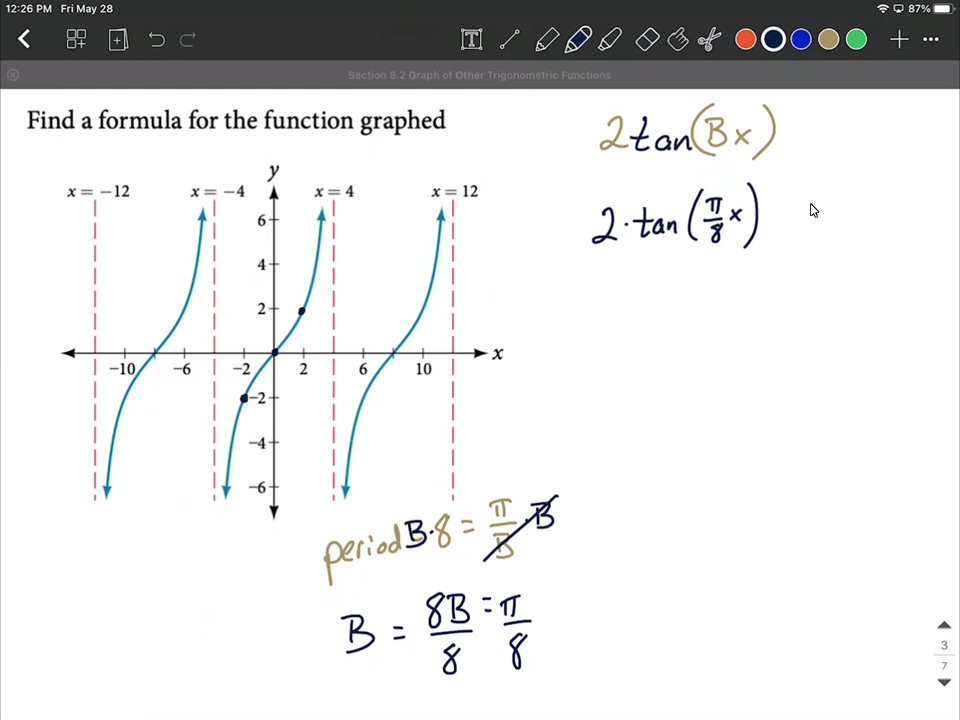 12:26 PM Fri May 28
87%
T
Section 8.2 Graph of Other Trigonometric Functions
Find a formula for the function graphed
2tan(Bx)
2·tan(π/8 x)
y
x = −12 x = −4 x = 4 x = 12
6
4
2
−10 −6 −2 2 6 10 x
−2
−4
−6
period B·8 = π/B·B
B = 8B/8 = π/8
3
7